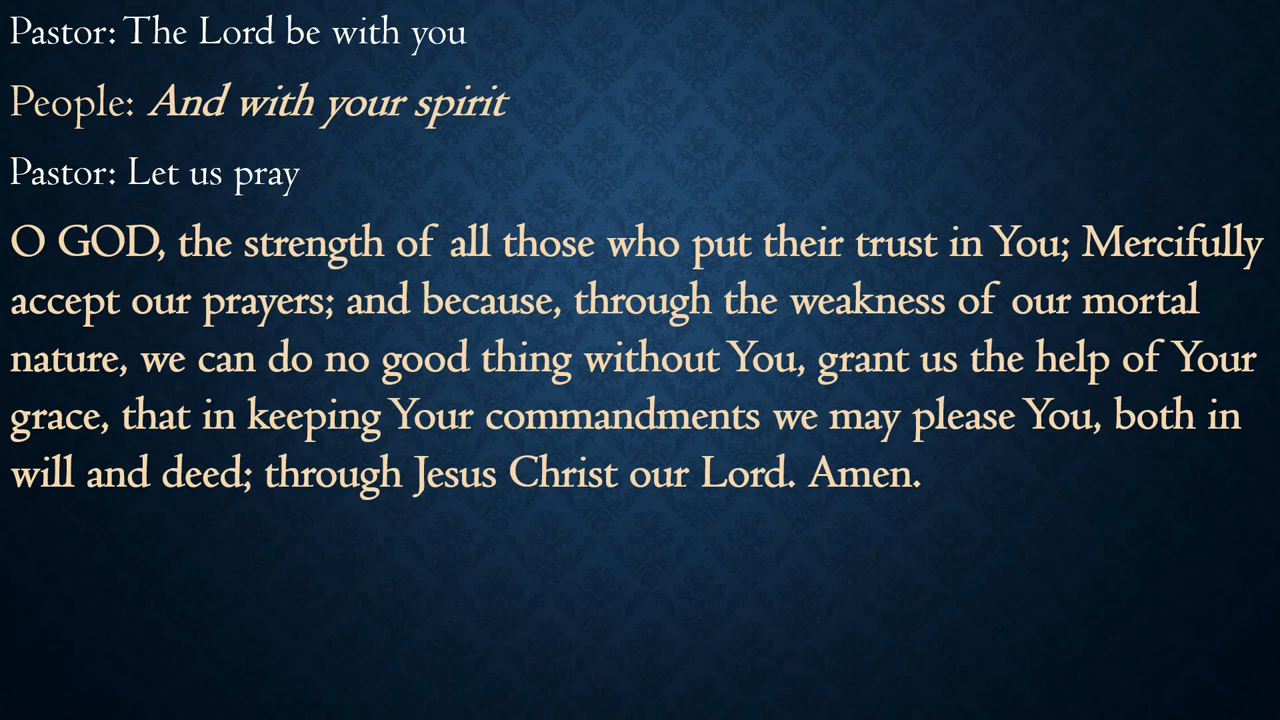 Pastor: The Lord be with you
People: And with your spirit
Pastor: Let us pray
O GOD, the strength of all those who put their trust in You; Mercifully
accept our prayers; and because, through the weakness of our mortal
nature, we can do no good thing without You, grant us the help of Your
grace, that in keeping Your commandments we may please You, both in
will and deed; through Jesus Christ our Lord. Amen.